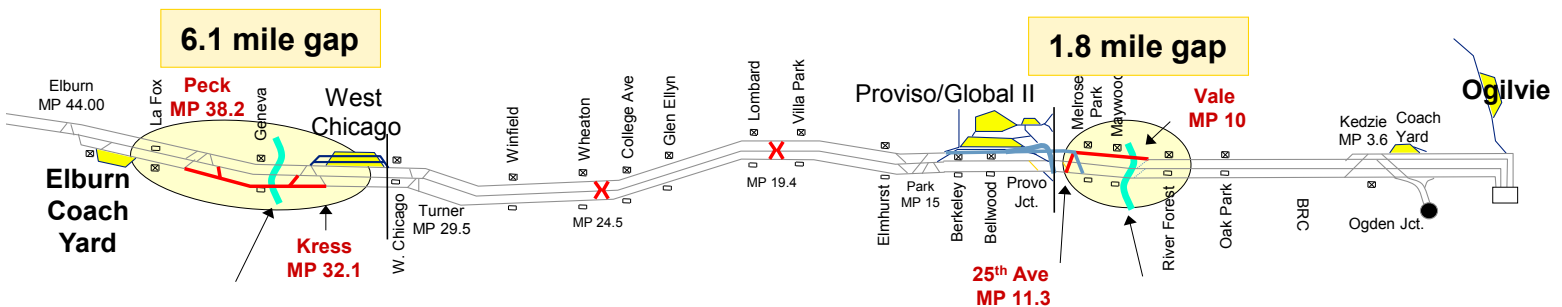 6.1 mile gap
1.8 mile gap
Elburn
MP 44.00
La Fox
Peck
MP 38.2
Geneva
West
Chicago
Winfield
Wheaton
College Ave
Glen Ellyn
Lombard
Villa Park
Proviso/Global II
Melrose
Park
Maywood
Vale
MP 10
Kedzie
MP 3.6
Coach
Yard
Ogilvie
Elburn
Coach
Yard
Kress
MP 32.1
W. Chicago
Turner
MP 29.5
MP 24.5
MP 19.4
Elmhurst
Park
MP 15
Berkeley
Bellwood
Provo
Jct.
25th Ave
MP 11.3
River Forest
Oak Park
BRC
Ogden Jct.